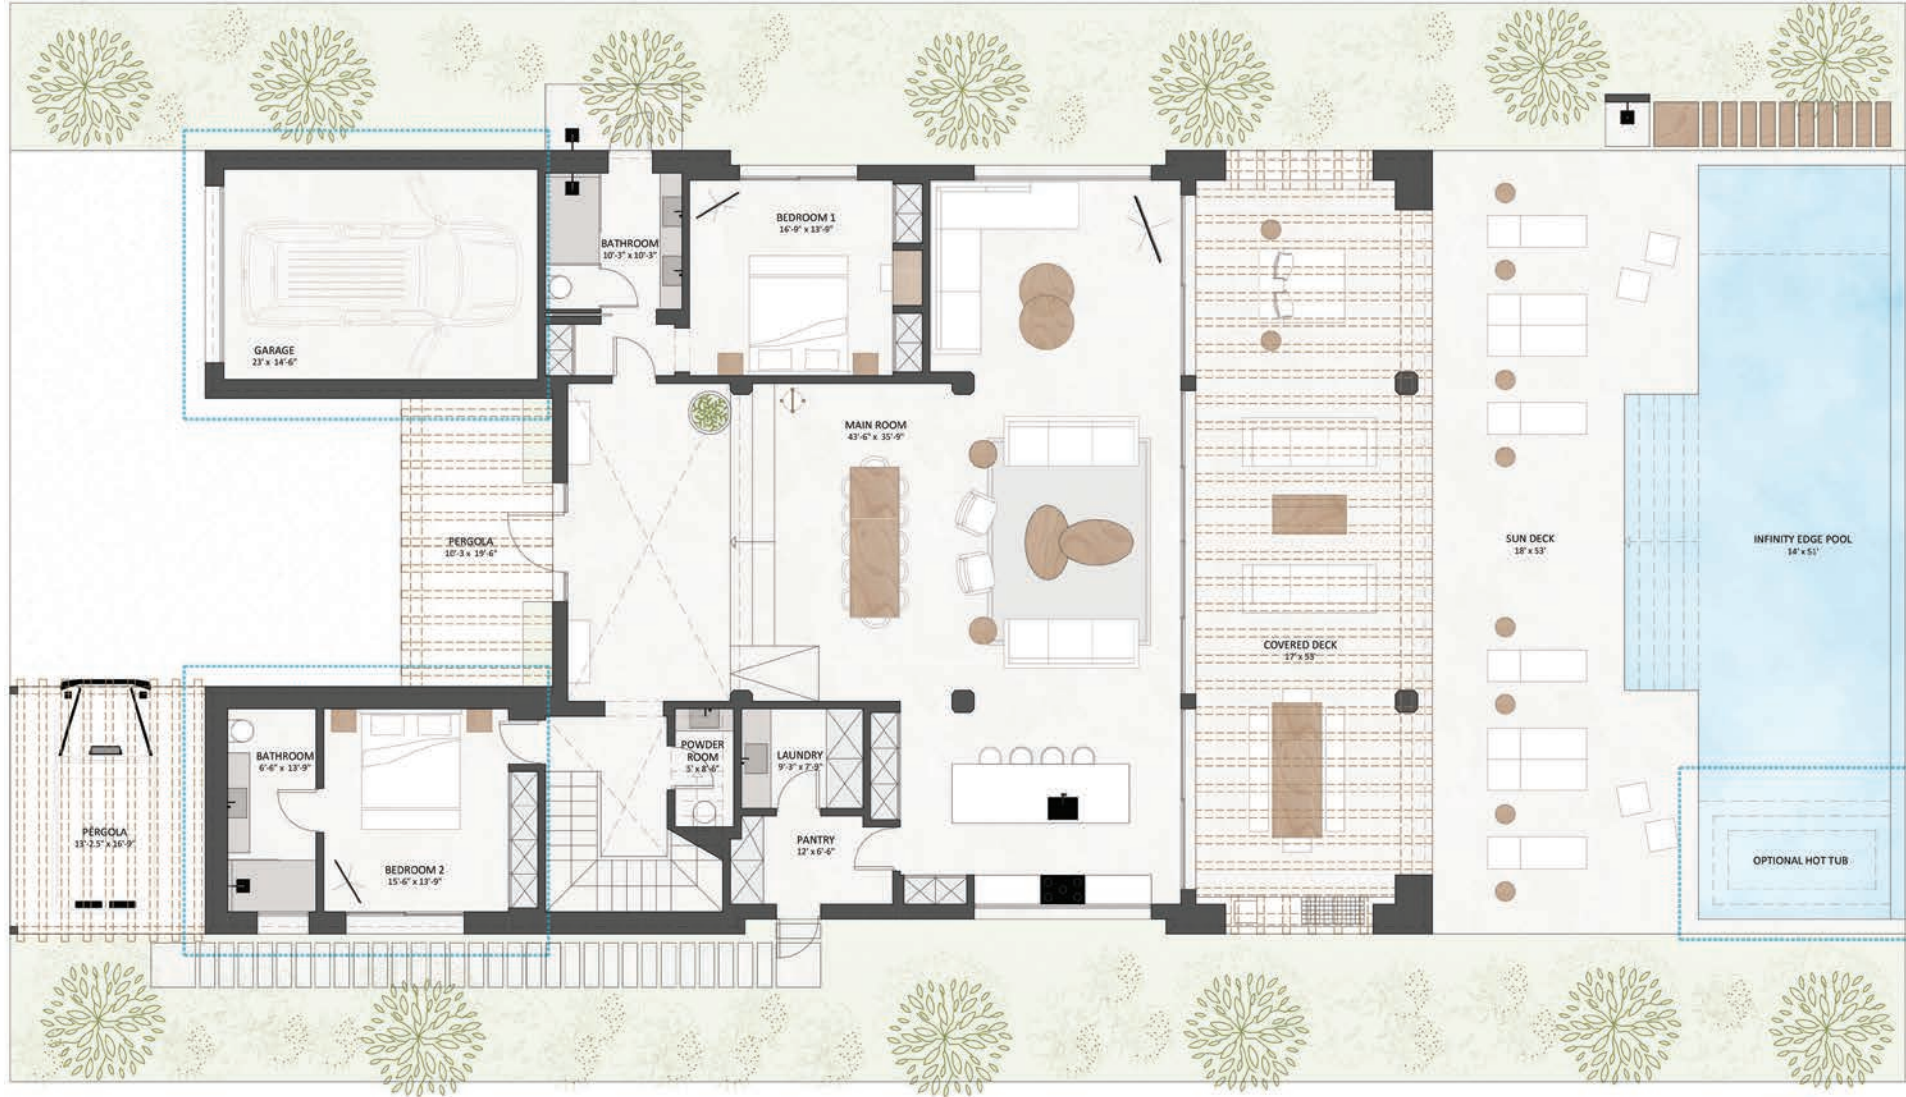 BEDROOM 1
16'-9" x 13'-9"
BATHROOM
10'-3" x 10'-3"
GARAGE
23' x 14'-6"
MAIN ROOM
43'-6" x 35'-9"
PERGOLA
10'-3 x 19'-6"
SUN DECK
18' x 53'
INFINITY EDGE POOL
14' x 51'
COVERED DECK
17' x 53'
BATHROOM
6'-6" x 13'-9"
POWDER
ROOM
5' x 8'-6"
LAUNDRY
9'-3" x 7'-9"
PERGOLA
13'-2.5" x 16'-9"
PANTRY
12' x 6'-6"
BEDROOM 2
15'-6" x 13'-9"
OPTIONAL HOT TUB